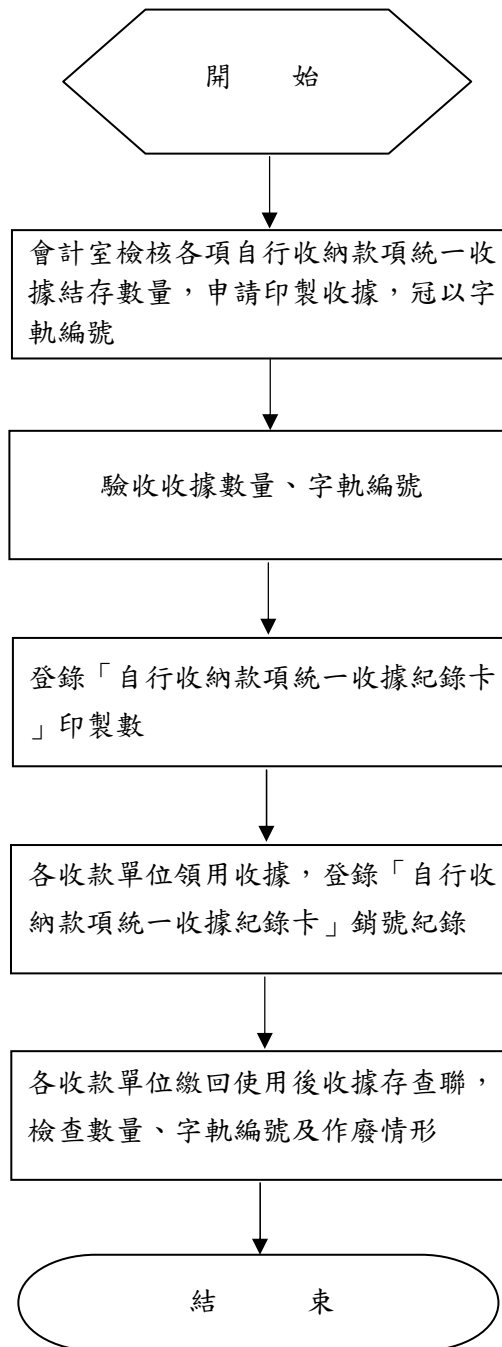 開　　始
會計室檢核各項自行收納款項統一收
據結存數量，申請印製收據，冠以字
軌編號
驗收收據數量、字軌編號
登錄「自行收納款項統一收據紀錄卡
」印製數
各收款單位領用收據，登錄「自行收
納款項統一收據紀錄卡」銷號紀錄
各收款單位繳回使用後收據存查聯，
檢查數量、字軌編號及作廢情形
結　　束